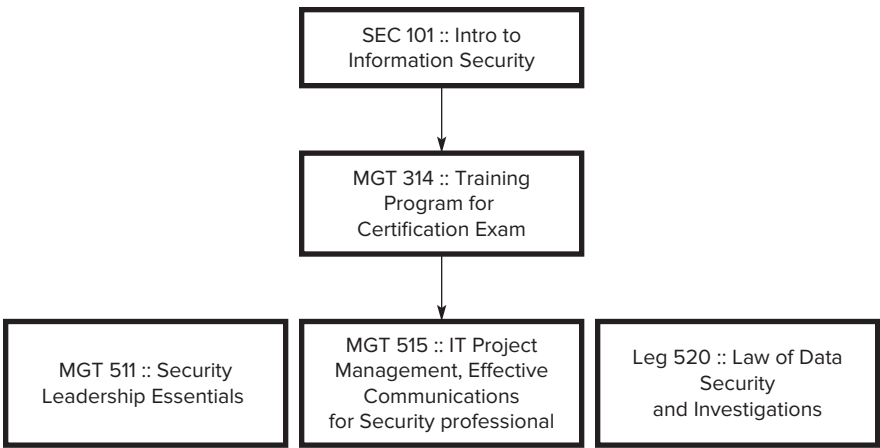 SEC 101 :: Intro to
Information Security
MGT 314 :: Training
Program for
Certification Exam
MGT 511 :: Security
Leadership Essentials
MGT 515 :: IT Project
Management, Effective
Communications
for Security professional
Leg 520 :: Law of Data
Security
and Investigations